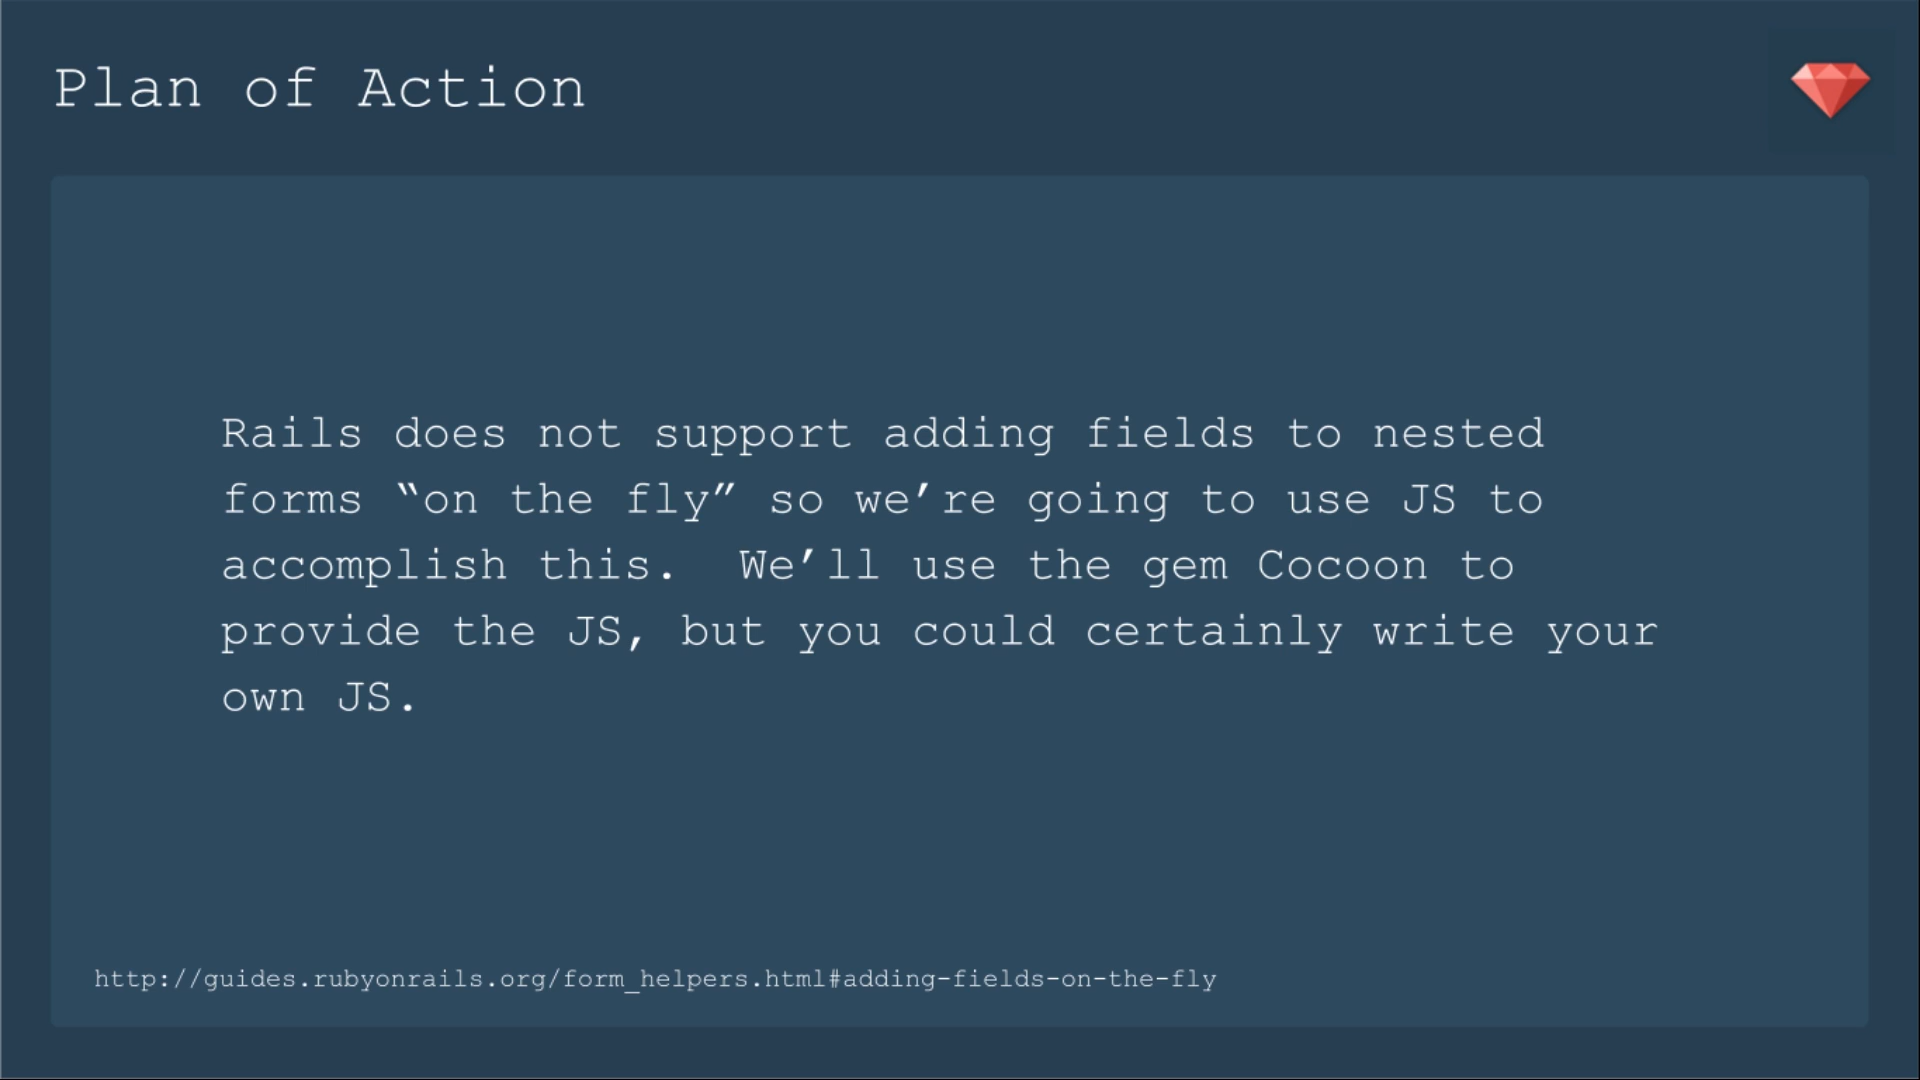 Plan of Action
Rails does not support adding fields to nested
forms “on the fly” so we’re going to use JS to
accomplish this.  We’ll use the gem Cocoon to
provide the JS, but you could certainly write your
own JS.
http://guides.rubyonrails.org/form_helpers.html#adding-fields-on-the-fly